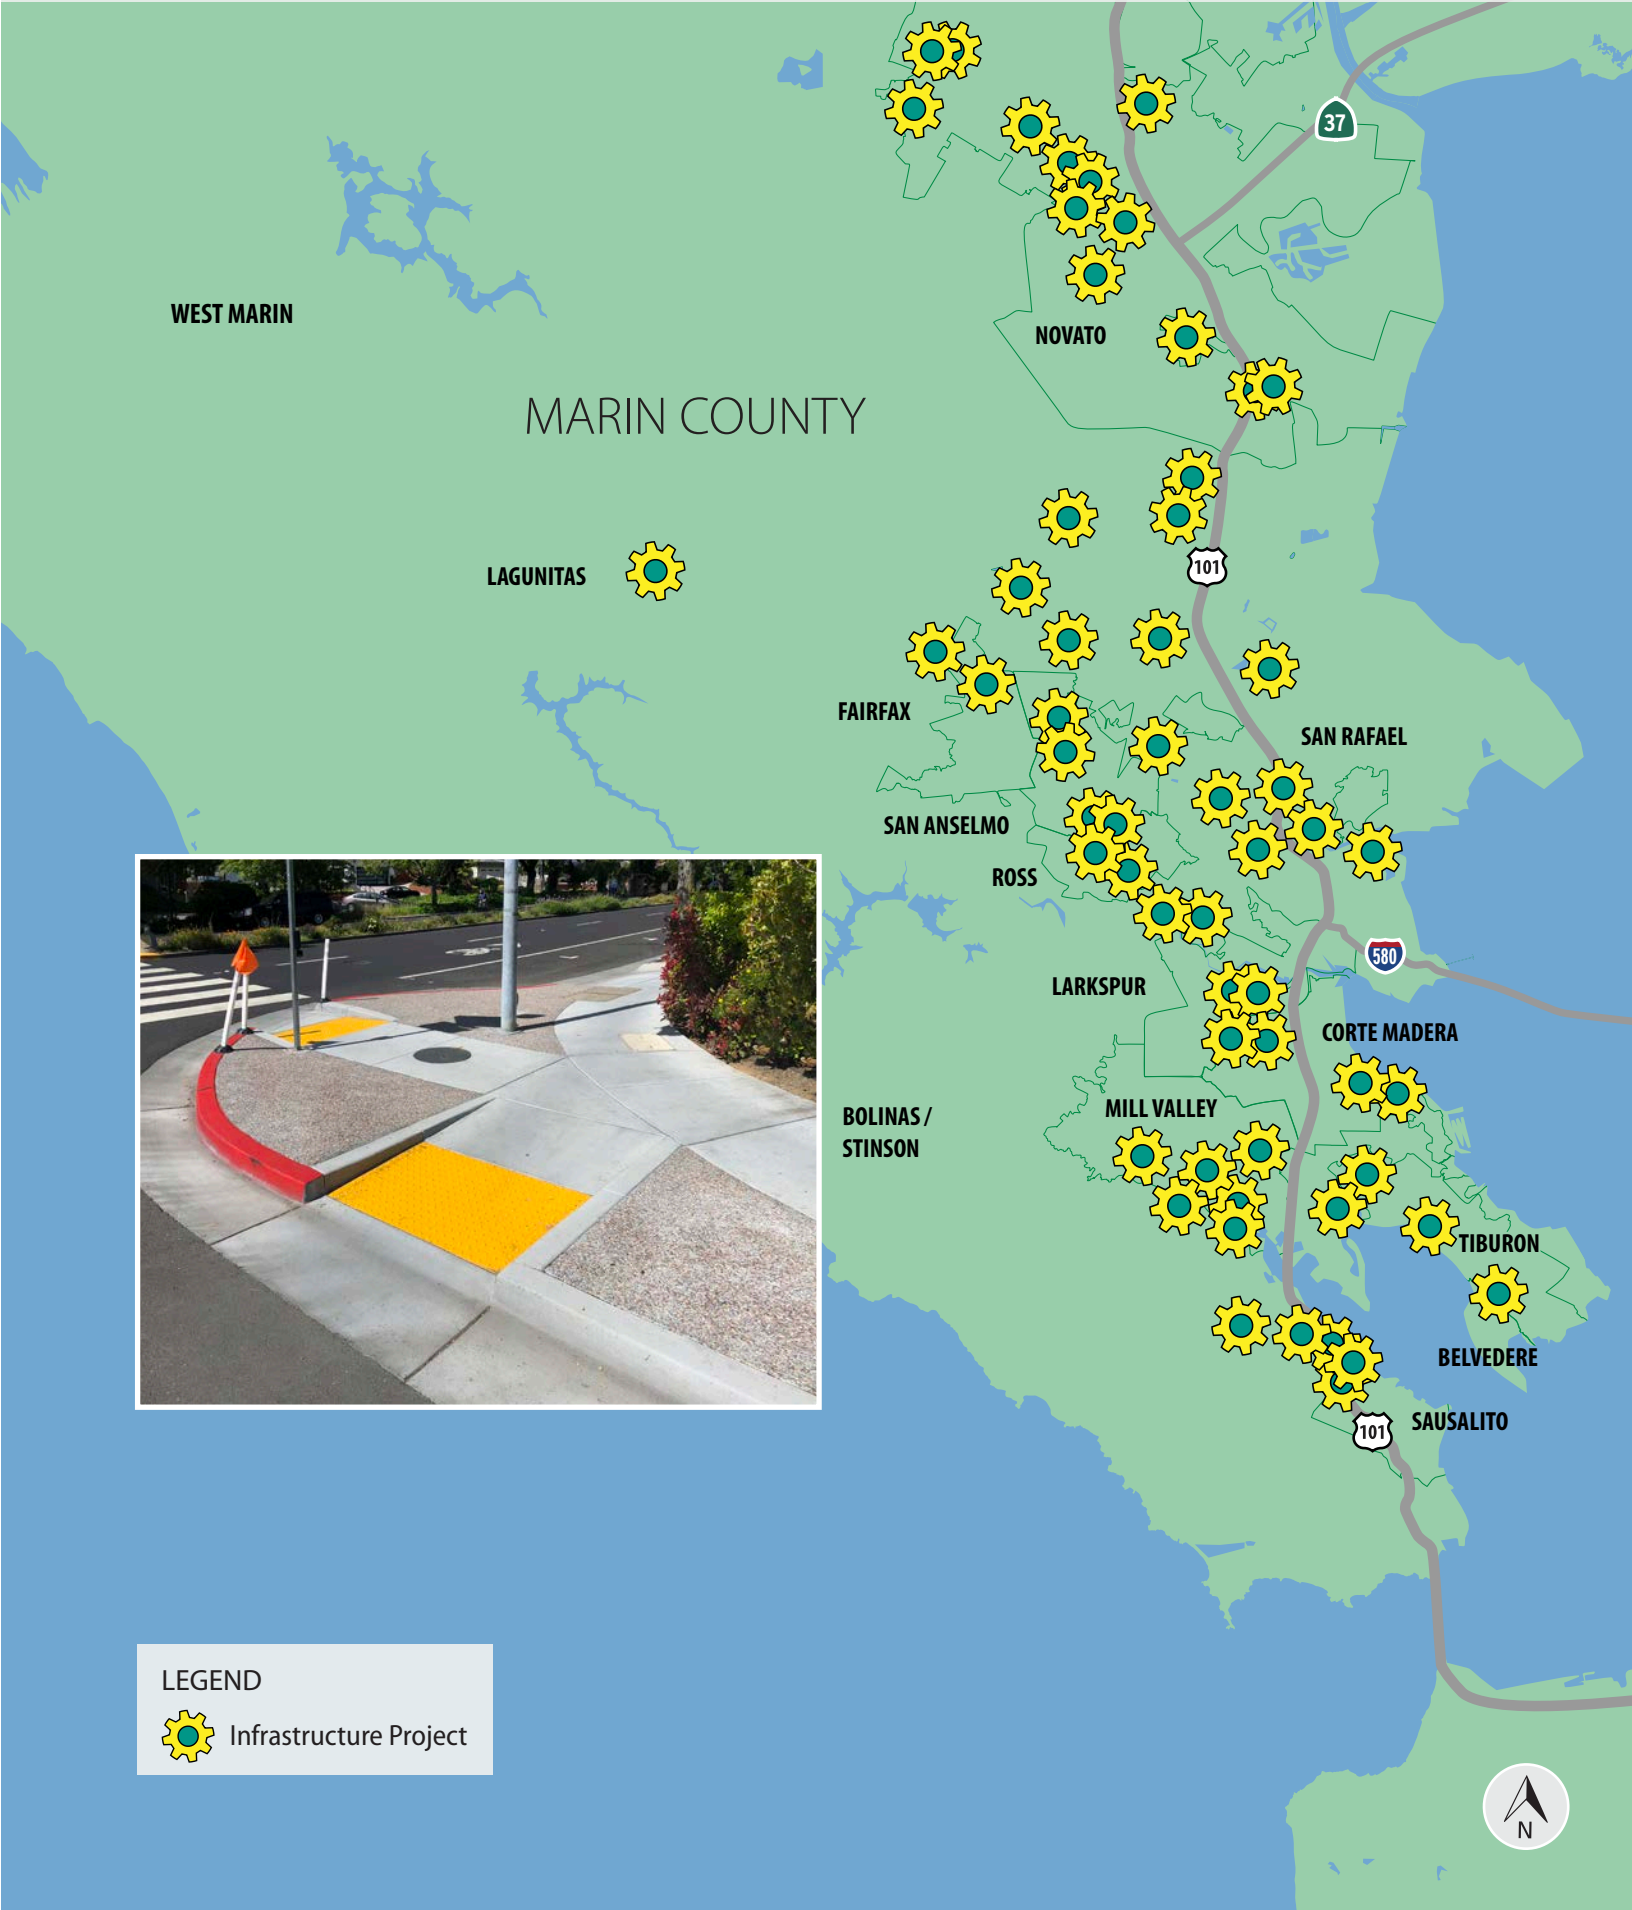 37
WEST MARIN
NOVATO
MARIN COUNTY
101
LAGUNITAS
FAIRFAX
SAN RAFAEL
SAN ANSELMO
ROSS
580
LARKSPUR
CORTE MADERA
MILL VALLEY
BOLINAS /
STINSON
TIBURON
BELVEDERE
SAUSALITO
101
LEGEND
Infrastructure Project
N